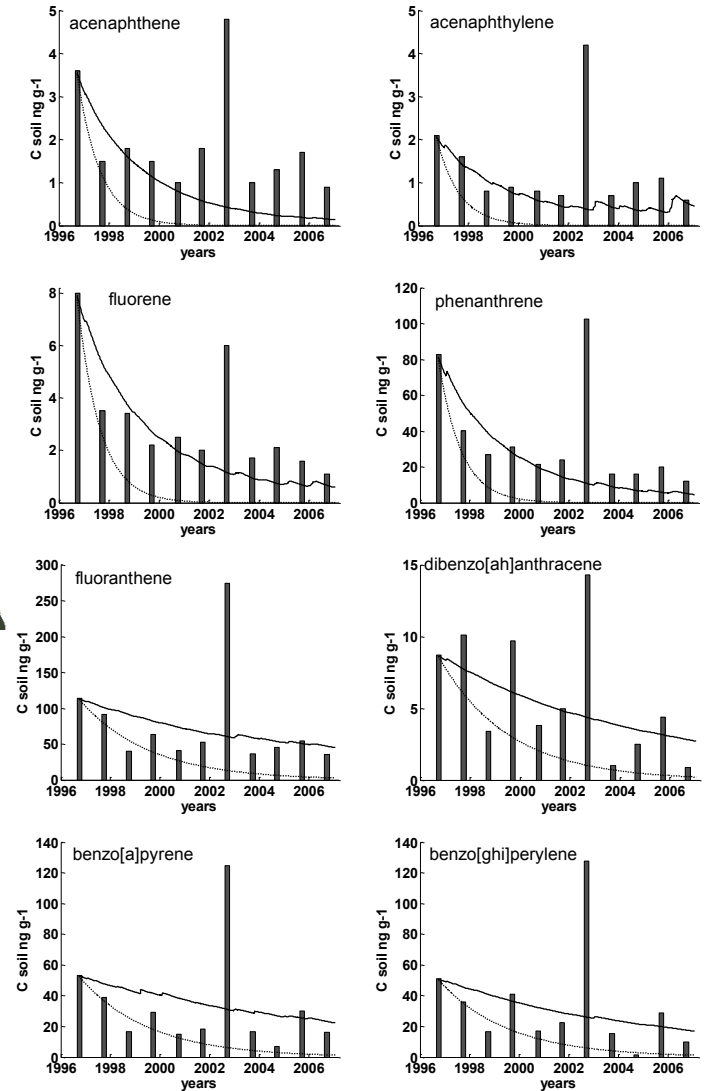 acenaphthene
C soil ng g-1
5
4
3
2
1
0
1996 1998 2000 2002 2004 2006
years
acenaphthylene
C soil ng g-1
5
4
3
2
1
0
1996 1998 2000 2002 2004 2006
years
fluorene
C soil ng g-1
8
6
4
2
0
1996 1998 2000 2002 2004 2006
years
phenanthrene
C soil ng g-1
120
100
80
60
40
20
0
1996 1998 2000 2002 2004 2006
years
fluoranthene
C soil ng g-1
300
250
200
150
100
50
0
1996 1998 2000 2002 2004 2006
years
dibenzo[ah]anthracene
C soil ng g-1
15
10
5
0
1996 1998 2000 2002 2004 2006
years
benzo[a]pyrene
C soil ng g-1
140
120
100
80
60
40
20
0
1996 1998 2000 2002 2004 2006
years
benzo[ghi]perylene
C soil ng g-1
140
120
100
80
60
40
20
0
1996 1998 2000 2002 2004 2006
years